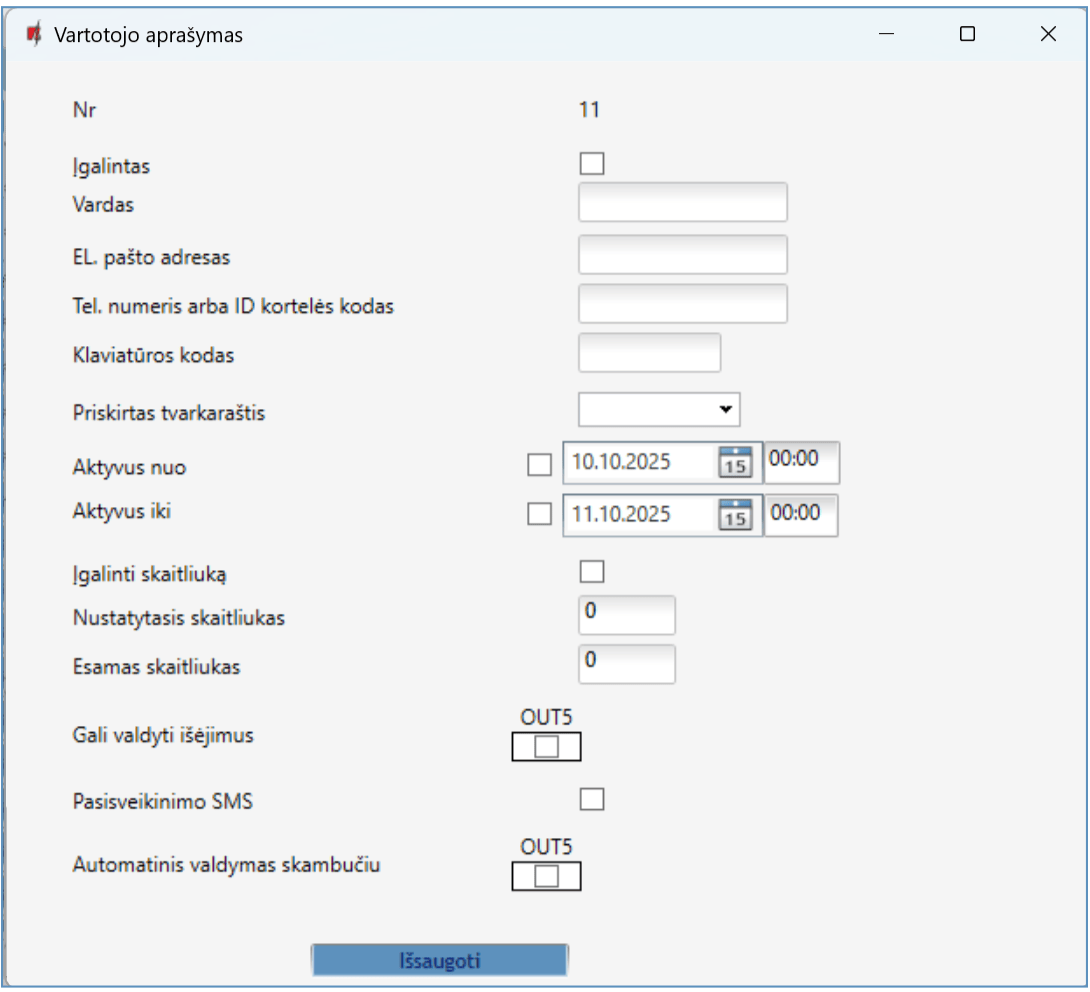 Vartotojo aprašymas
Nr 11
Įgalintas
Vardas
EL. pašto adresas
Tel. numeris arba ID kortelės kodas
Klaviatūros kodas
Priskirtas tvarkaraštis
Aktyvus nuo 10.10.2025 15 00:00
Aktyvus iki 11.10.2025 15 00:00
Įgalinti skaitliuką
Nustatytasis skaitliukas 0
Esamas skaitliukas 0
OUT5
Gali valdyti išėjimus
Pasisveikinimo SMS
OUT5
Automatinis valdymas skambučiu
Išsaugoti